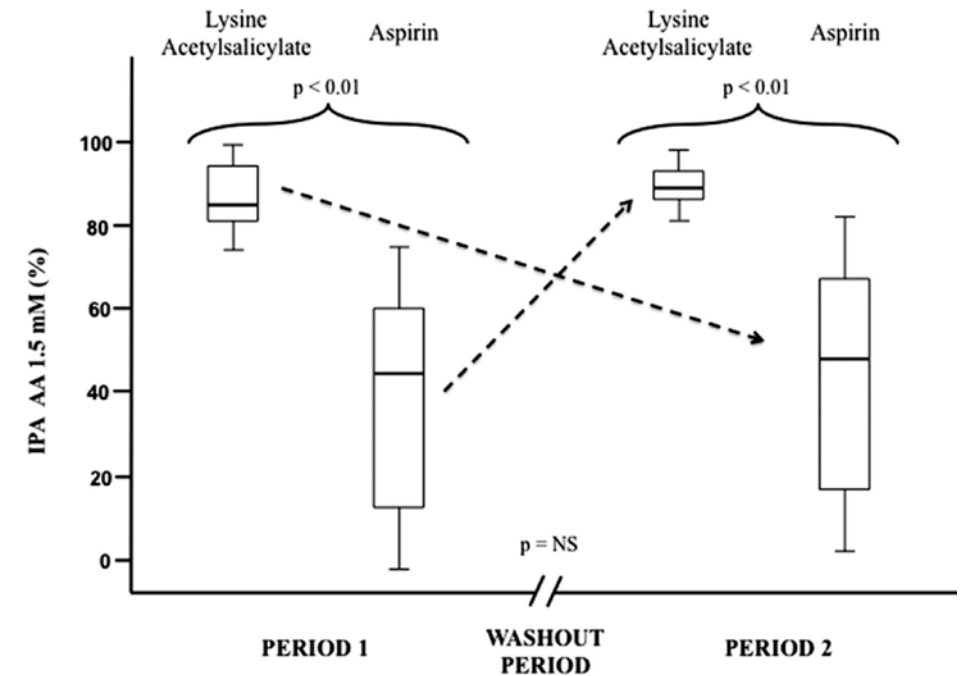 Lysine
Acetylsalicylate
Aspirin
Lysine
Acetylsalicylate
Aspirin
p < 0.01
p < 0.01
100
80
60
40
20
0
IPA AA 1.5 mM (%)
p = NS
PERIOD 1
WASHOUT
PERIOD
PERIOD 2